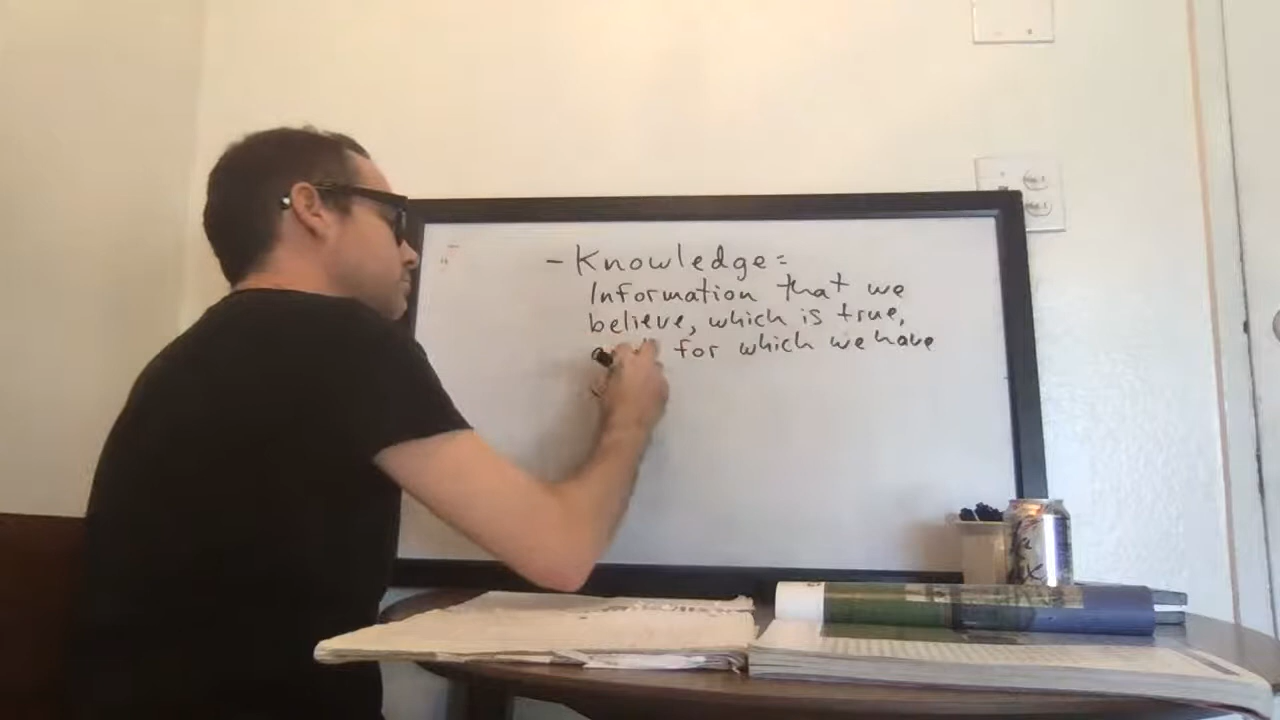 - Knowledge=
Information that we
believe, which is true,
for which we have